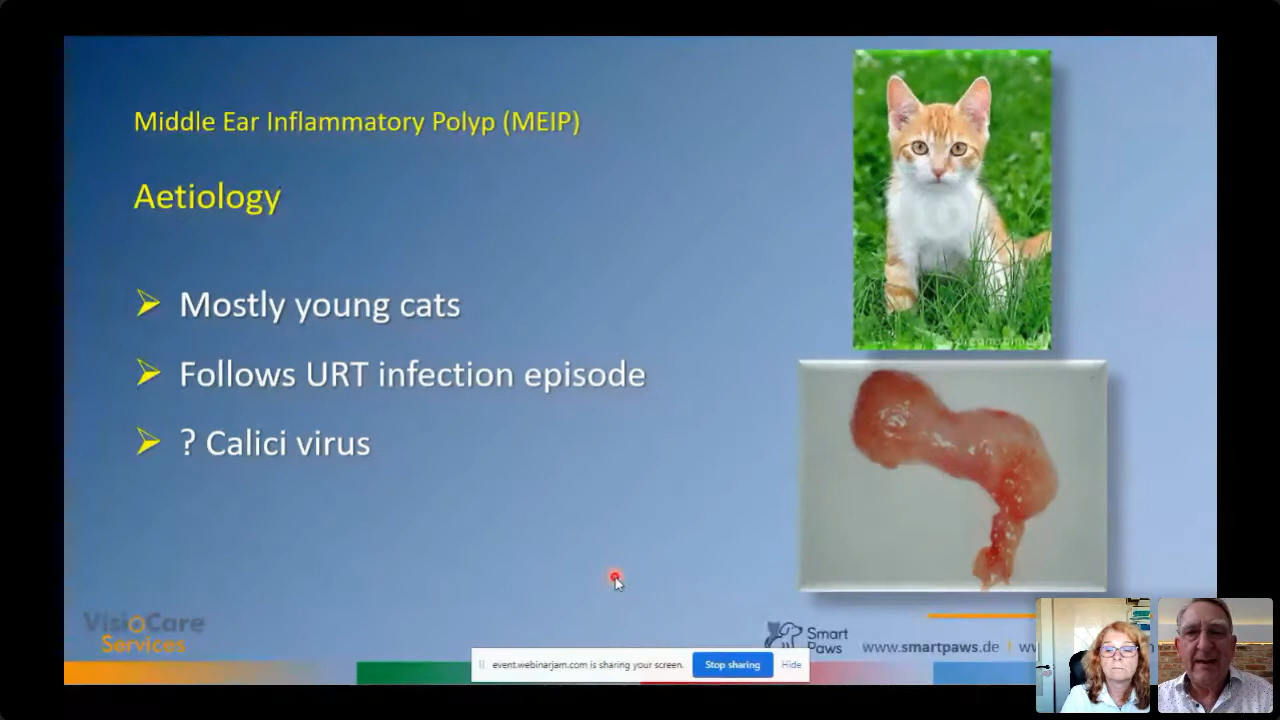 Middle Ear Inflammatory Polyp (MEIP)
Aetiology
Mostly young cats
Follows URT infection episode
? Calici virus
VisioCare
Services
Smart
Paws
www.smartpaws.de
event.webinarjam.com is sharing your screen.
Stop sharing
Hide